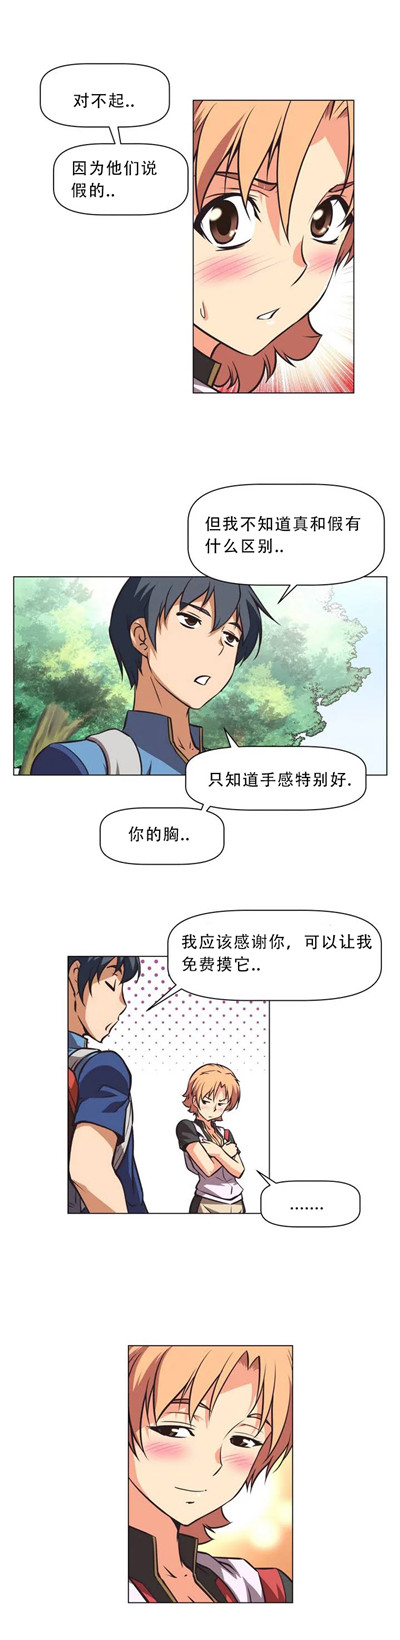 对不起..
因为他们说
假的..
但我不知道真和假有
什么区别..
只知道手感特别好.
你的胸..
我应该感谢你，可以让我
免费摸它..
.......